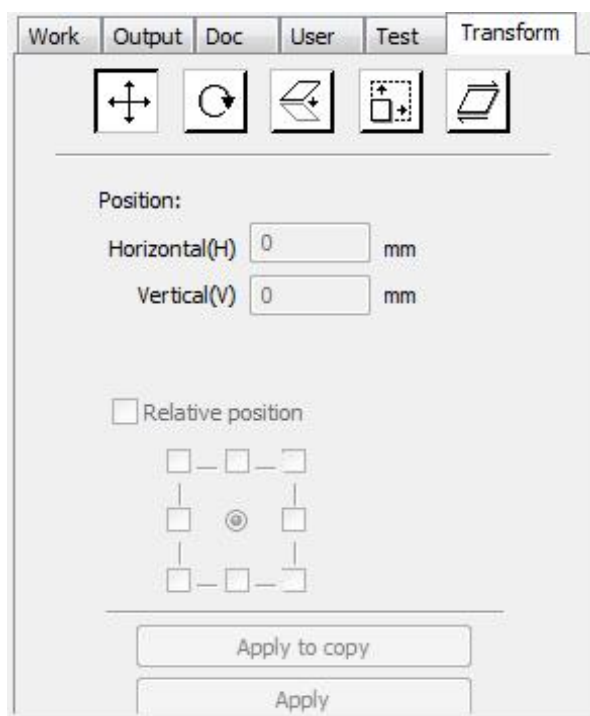 Work Output Doc User Test Transform
Position:
Horizontal(H) 0 mm
Vertical(V) 0 mm
Relative position
Apply to copy
Apply